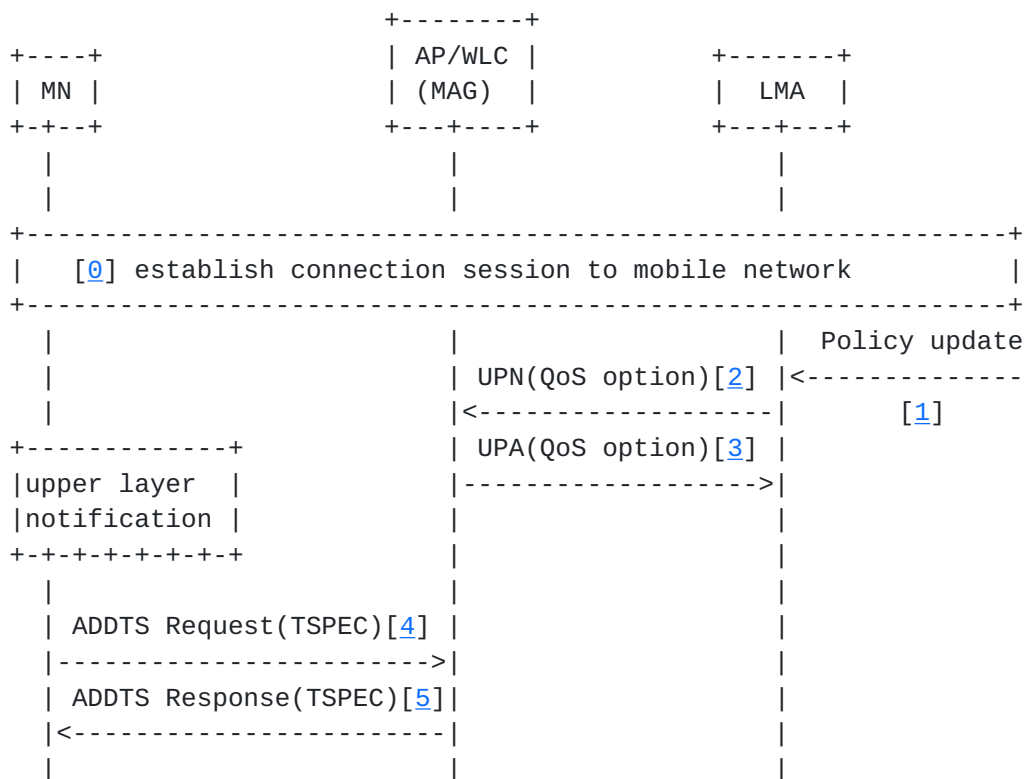 AP/WLC
MN (MAG) LMA
[0] establish connection session to mobile network
Policy update
UPN(QoS option)[2]
[1]
UPA(QoS option)[3]
upper layer
notification
ADDTS Request(TSPEC)[4]
ADDTS Response(TSPEC)[5]